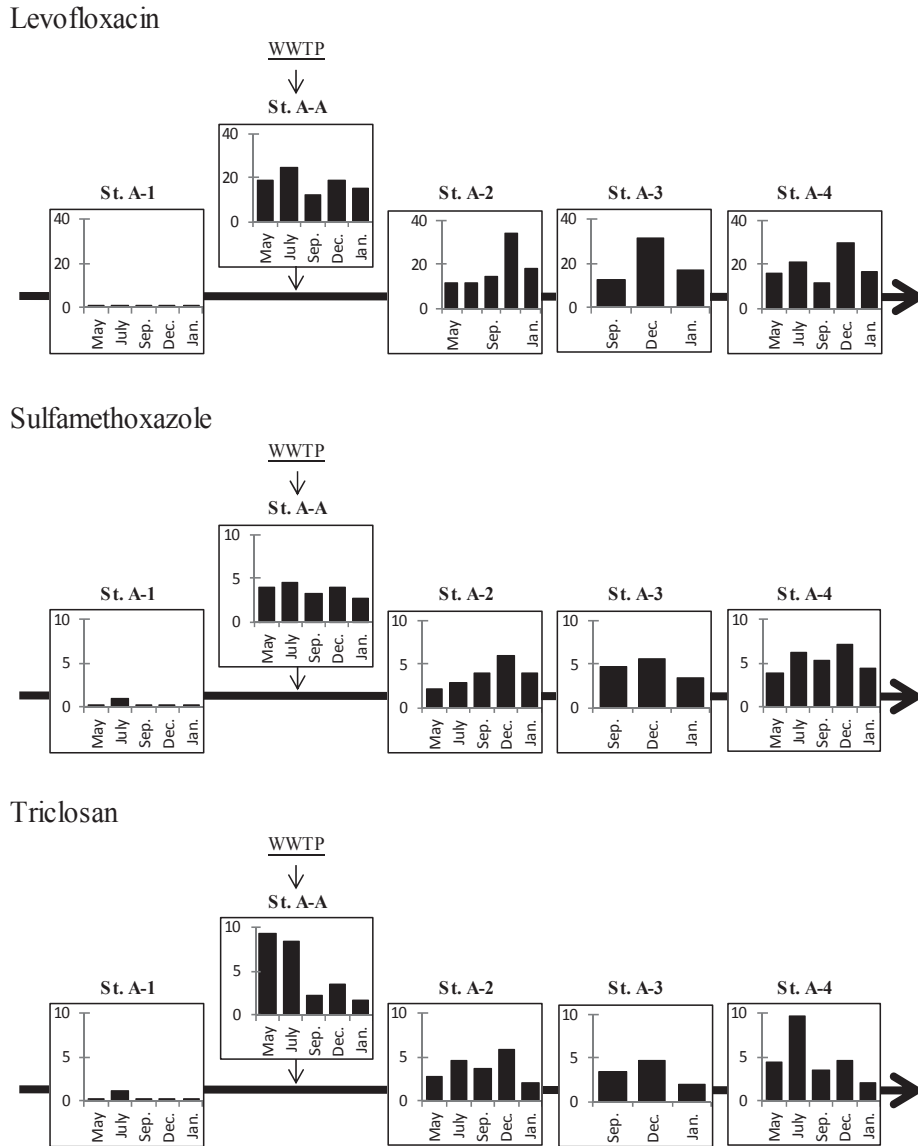 Levofloxacin
WWTP
St. A-A
40
20
0
May July Sep. Dec. Jan.
St. A-1
40
20
0
May July Sep. Dec. Jan.
St. A-2
40
20
0
May Sep. Jan.
St. A-3
40
20
0
Sep. Dec. Jan.
St. A-4
40
20
0
May July Sep. Dec. Jan.
Sulfamethoxazole
WWTP
St. A-A
10
5
0
May July Sep. Dec. Jan.
St. A-1
10
5
0
May July Sep. Dec. Jan.
St. A-2
10
5
0
May July Sep. Dec. Jan.
St. A-3
10
5
0
Sep. Dec. Jan.
St. A-4
10
5
0
May July Sep. Dec. Jan.
Triclosan
WWTP
St. A-A
10
5
0
May July Sep. Dec. Jan.
St. A-1
10
5
0
May July Sep. Dec. Jan.
St. A-2
10
5
0
May July Sep. Dec. Jan.
St. A-3
10
5
0
Sep. Dec. Jan.
St. A-4
10
5
0
May July Sep. Dec. Jan.